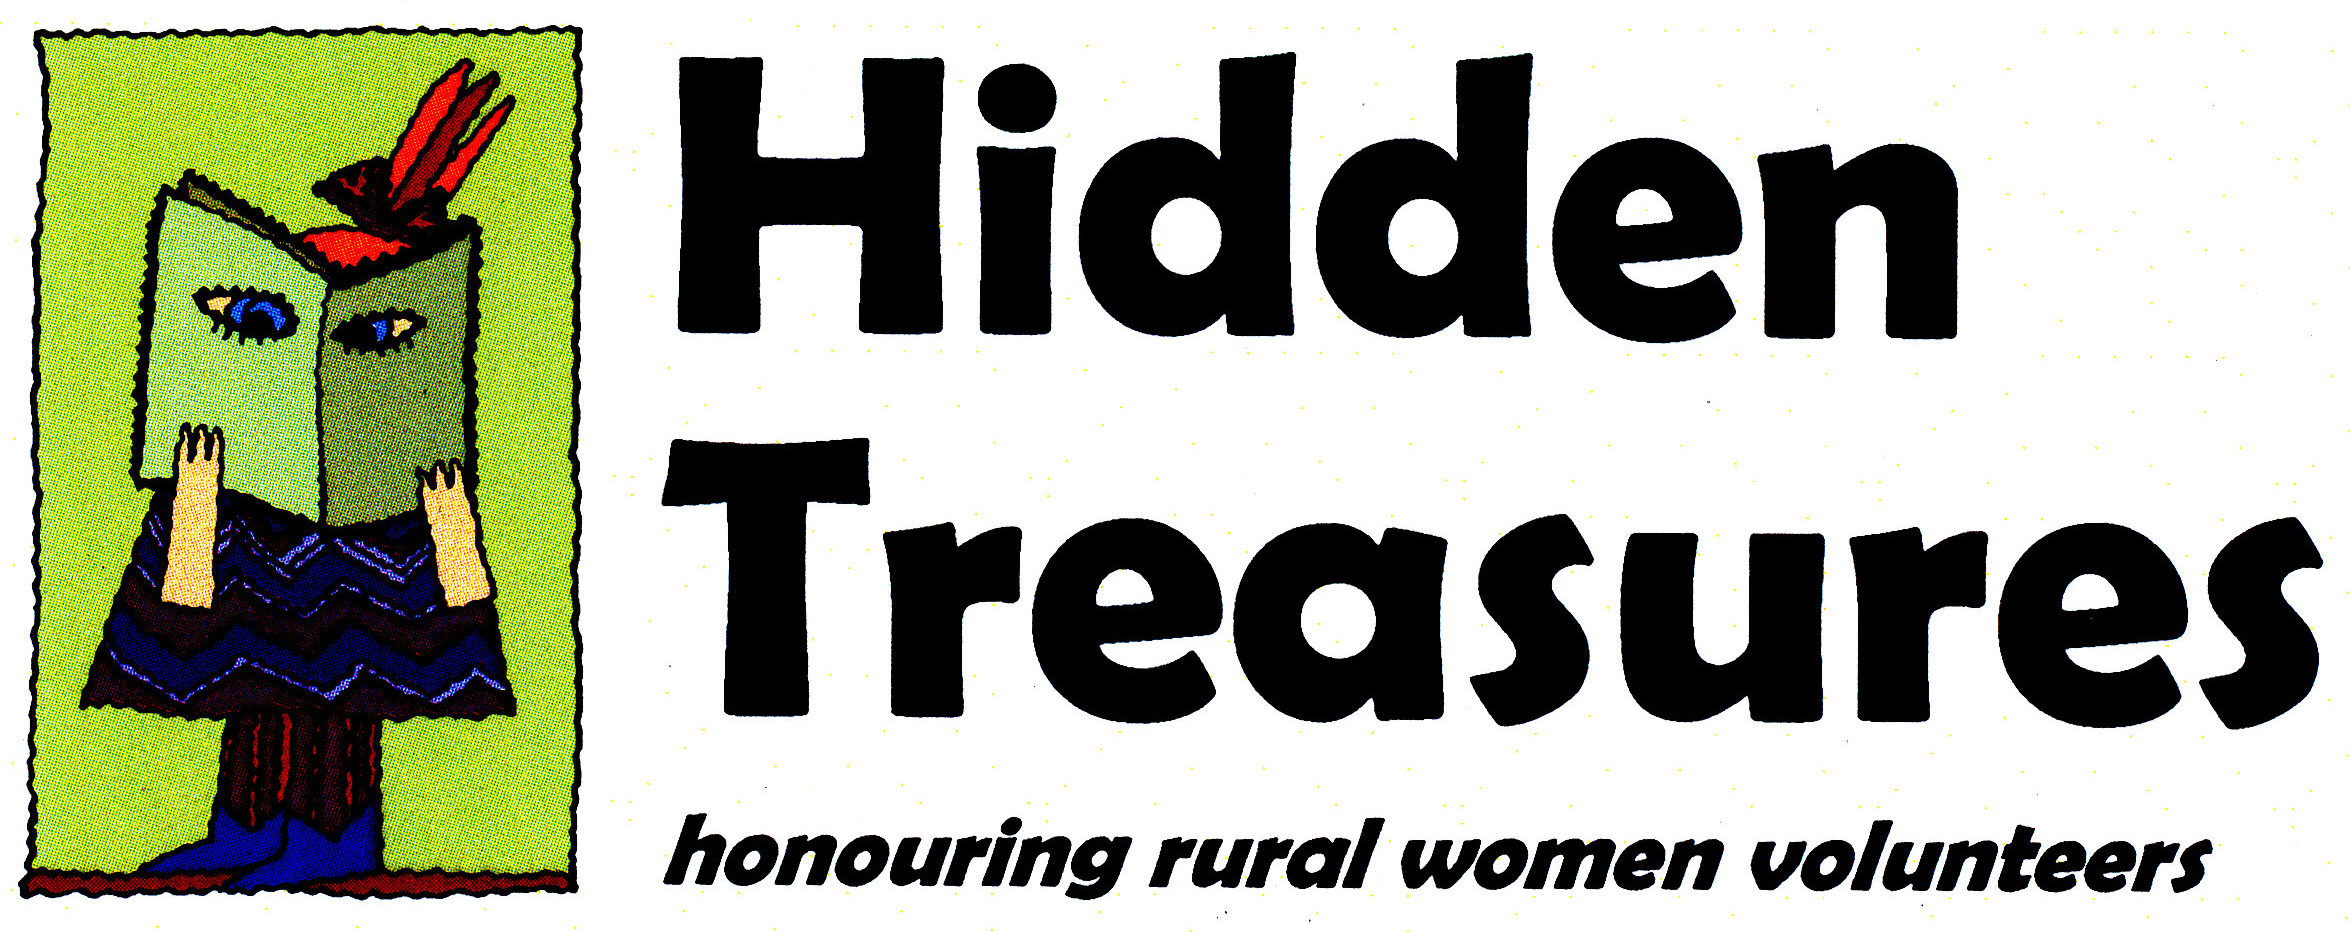 Hidden
Treasures
honouring rural women volunteers